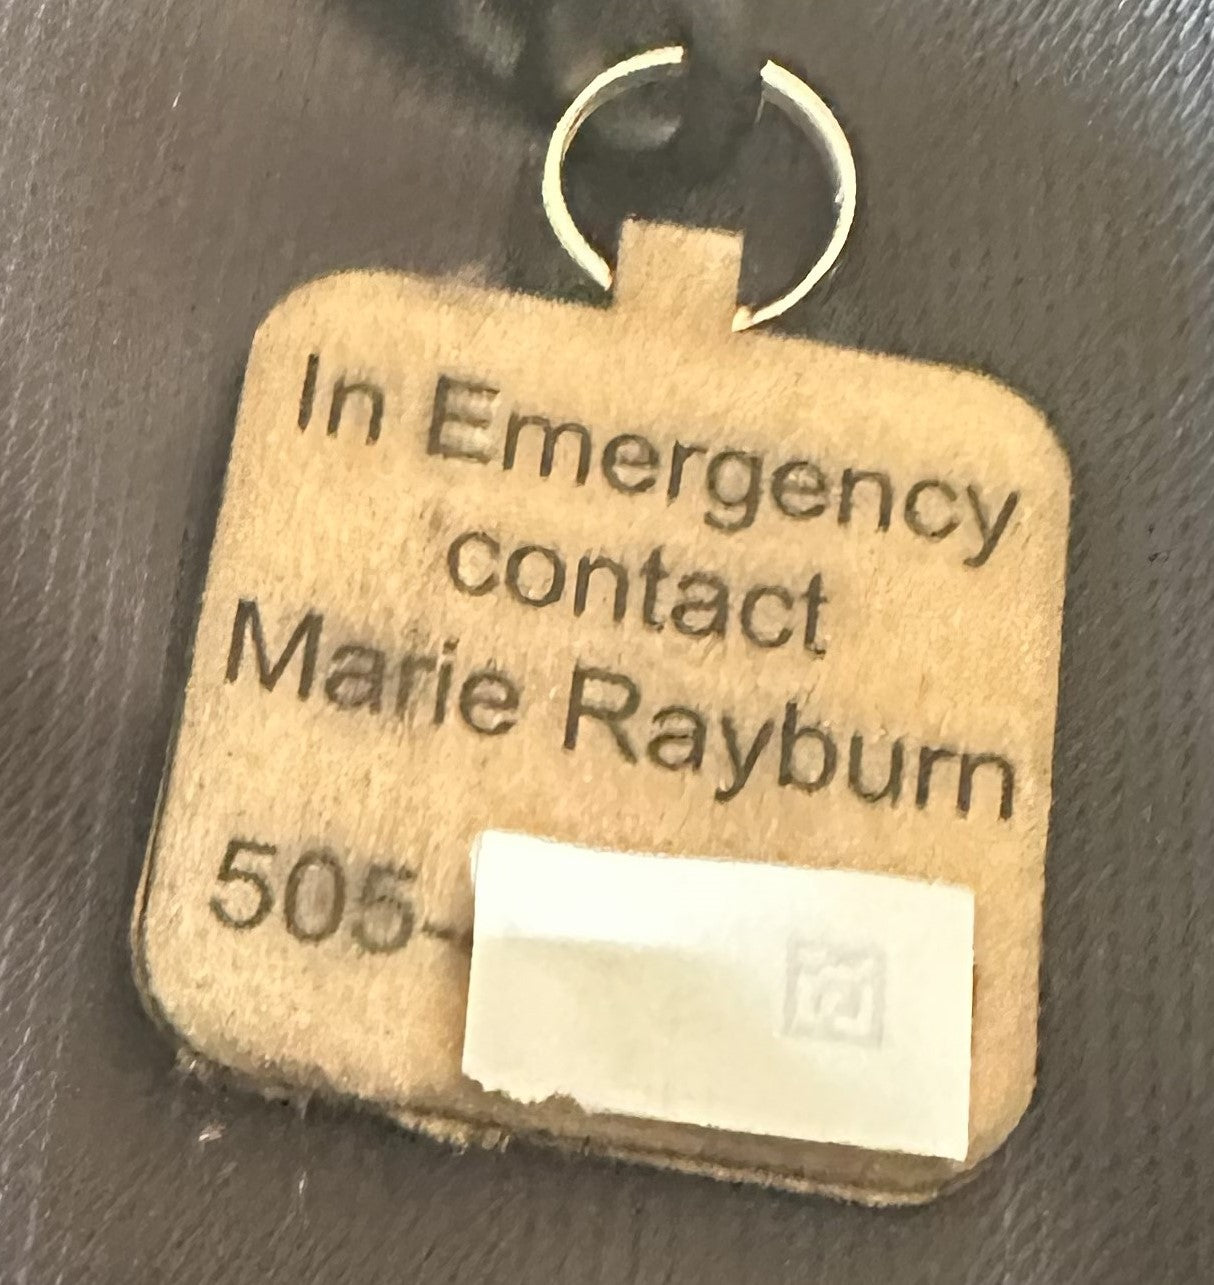 In Emergency
contact
Marie Rayburn
505-